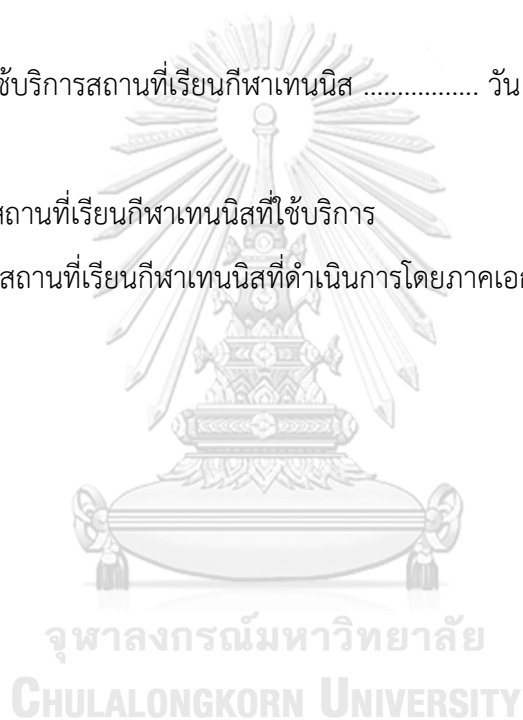 ช้บริการสถานที่เรียนกีฬาเทนนิส ................. วัน
สถานที่เรียนกีฬาเทนนิสที่ใช้บริการ
สถานที่เรียนกีฬาเทนนิสที่ดำเนินการโดยภาคเอก
จุฬาลงกรณ์มหาวิทยาลัย
CHULALONGKORN UNIVERSITY